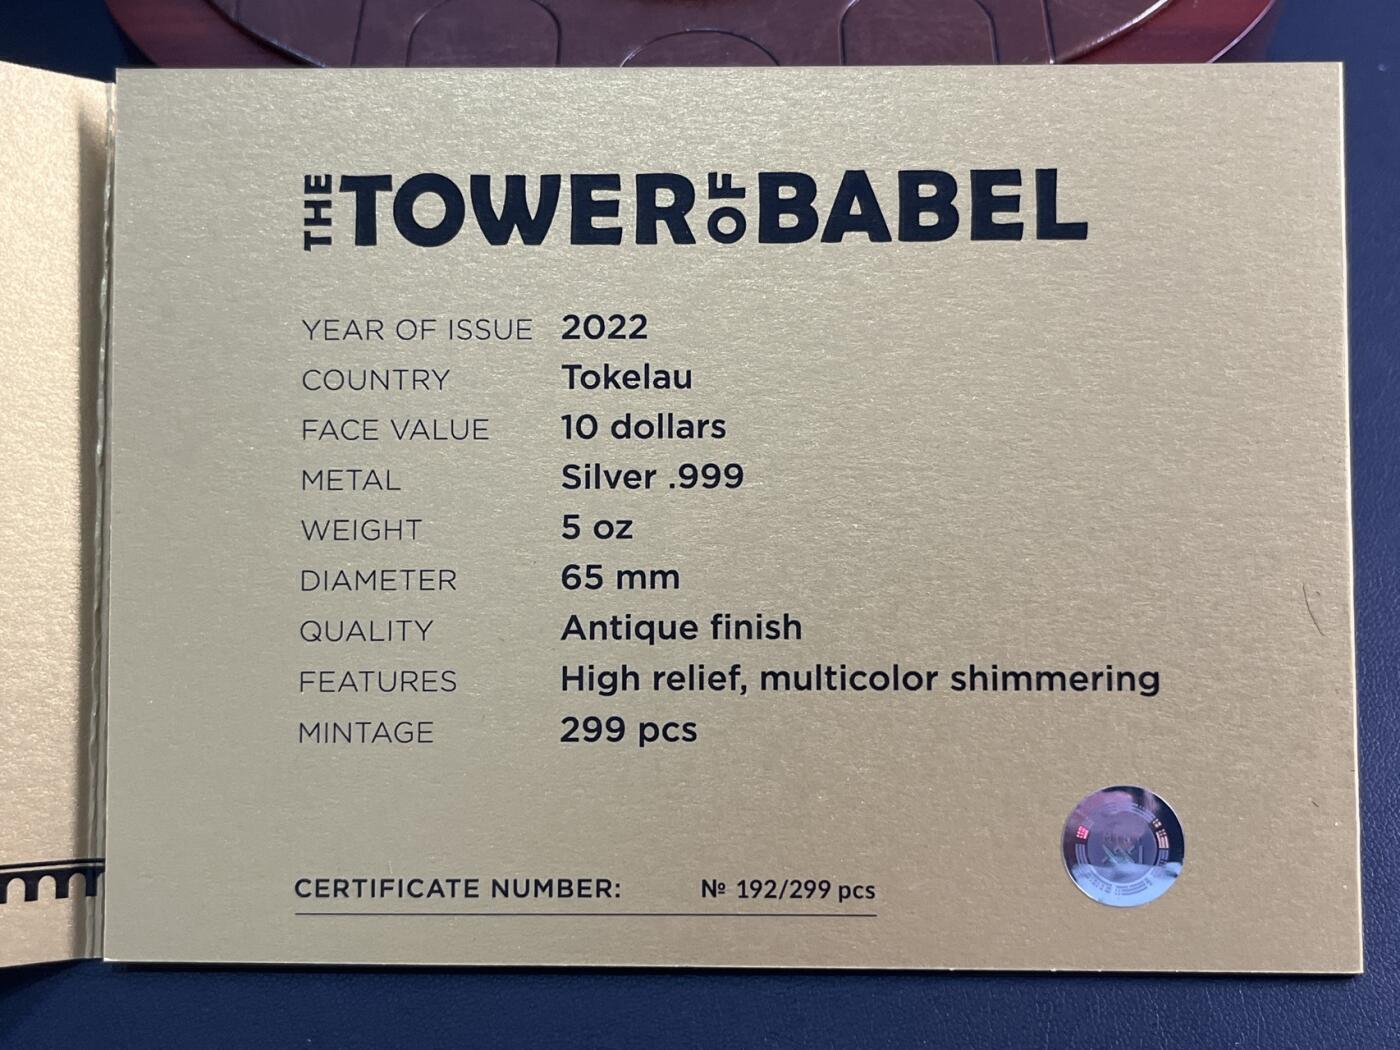 THE TOWER OF BABEL
YEAR OF ISSUE 2022
COUNTRY Tokelau
FACE VALUE 10 dollars
METAL Silver .999
WEIGHT 5 oz
DIAMETER 65 mm
QUALITY Antique finish
FEATURES High relief, multicolor shimmering
MINTAGE 299 pcs
CERTIFICATE NUMBER: № 192/299 pcs